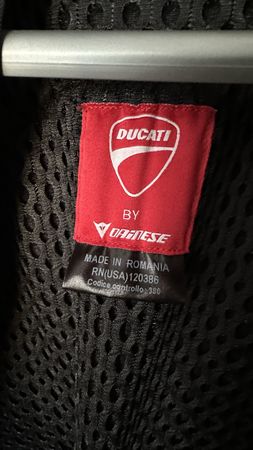 DUCATI
BY
DAINESE
MADE IN ROMANIA
RN(USA)120386
Codice controllo: 380